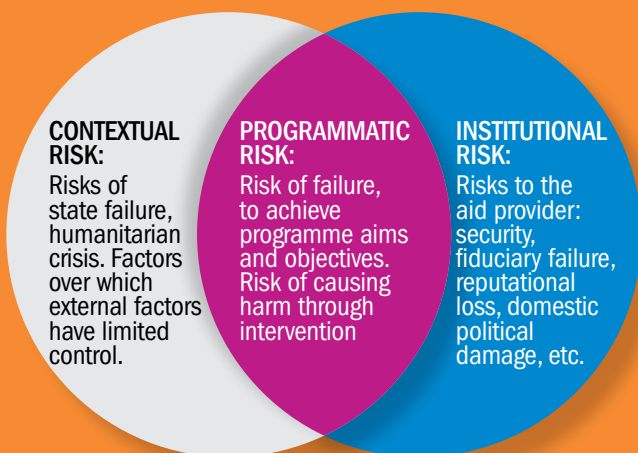 CONTEXTUAL
RISK:
Risks of
state failure,
humanitarian
crisis. Factors
over which
external factors
have limited
control.
PROGRAMMATIC
RISK:
Risk of failure,
to achieve
programme aims
and objectives.
Risk of causing
harm through
intervention
INSTITUTIONAL
RISK:
Risks to the
aid provider:
security,
fiduciary failure,
reputational
loss, domestic
political
damage, etc.